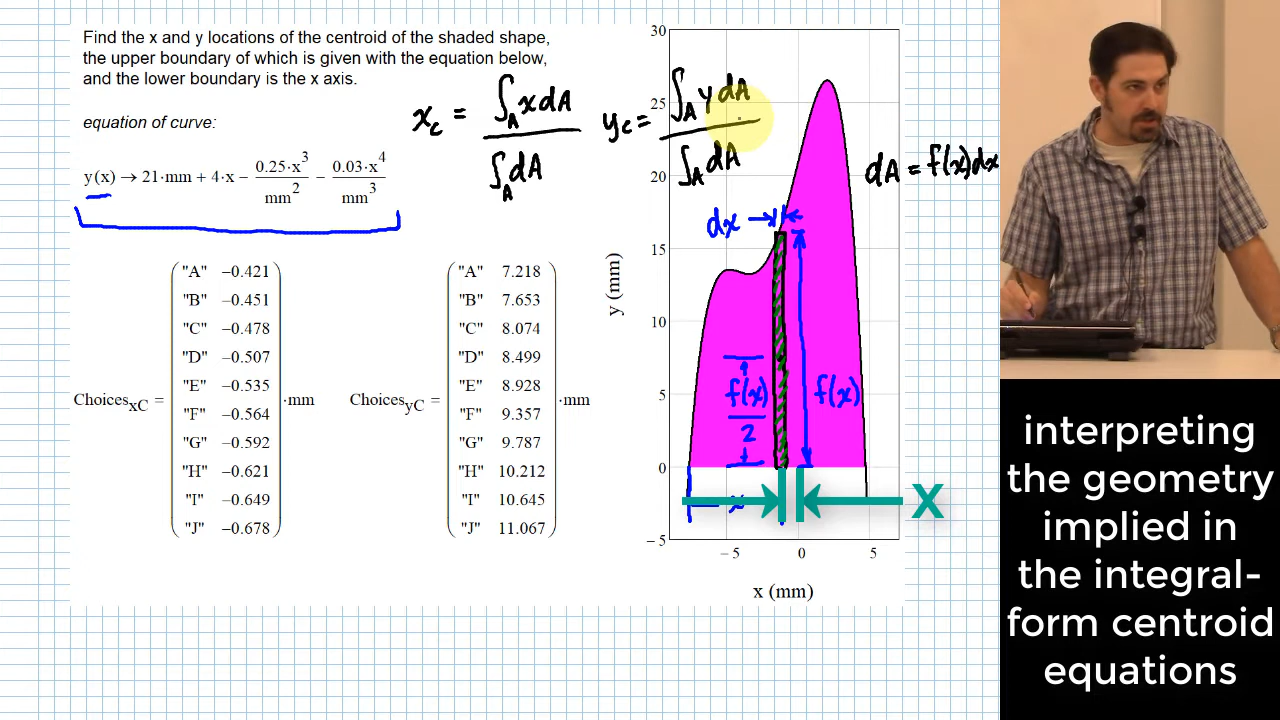 Find the x and y locations of the centroid of the shaded shape,
the upper boundary of which is given with the equation below,
and the lower boundary is the x axis.
equation of curve:
y(x) → 21·mm + 4·x − 0.25·x³/mm² − 0.03·x⁴/mm³
x_c = ∫_A x dA / ∫_A dA
y_c = ∫_A y dA / ∫_A dA
dA = f(x)dx
Choices_xC =
"A" −0.421
"B" −0.451
"C" −0.478
"D" −0.507
"E" −0.535
"F" −0.564
"G" −0.592
"H" −0.621
"I" −0.649
"J" −0.678
·mm
Choices_yC =
"A" 7.218
"B" 7.653
"C" 8.074
"D" 8.499
"E" 8.928
"F" 9.357
"G" 9.787
"H" 10.212
"I" 10.645
"J" 11.067
·mm
30
25
20
15
10
5
0
−5
y (mm)
dx
f(x)/2
f(x)
x
X
−5 0 5
x (mm)
interpreting
the geometry
implied in
the integral-
form centroid
equations